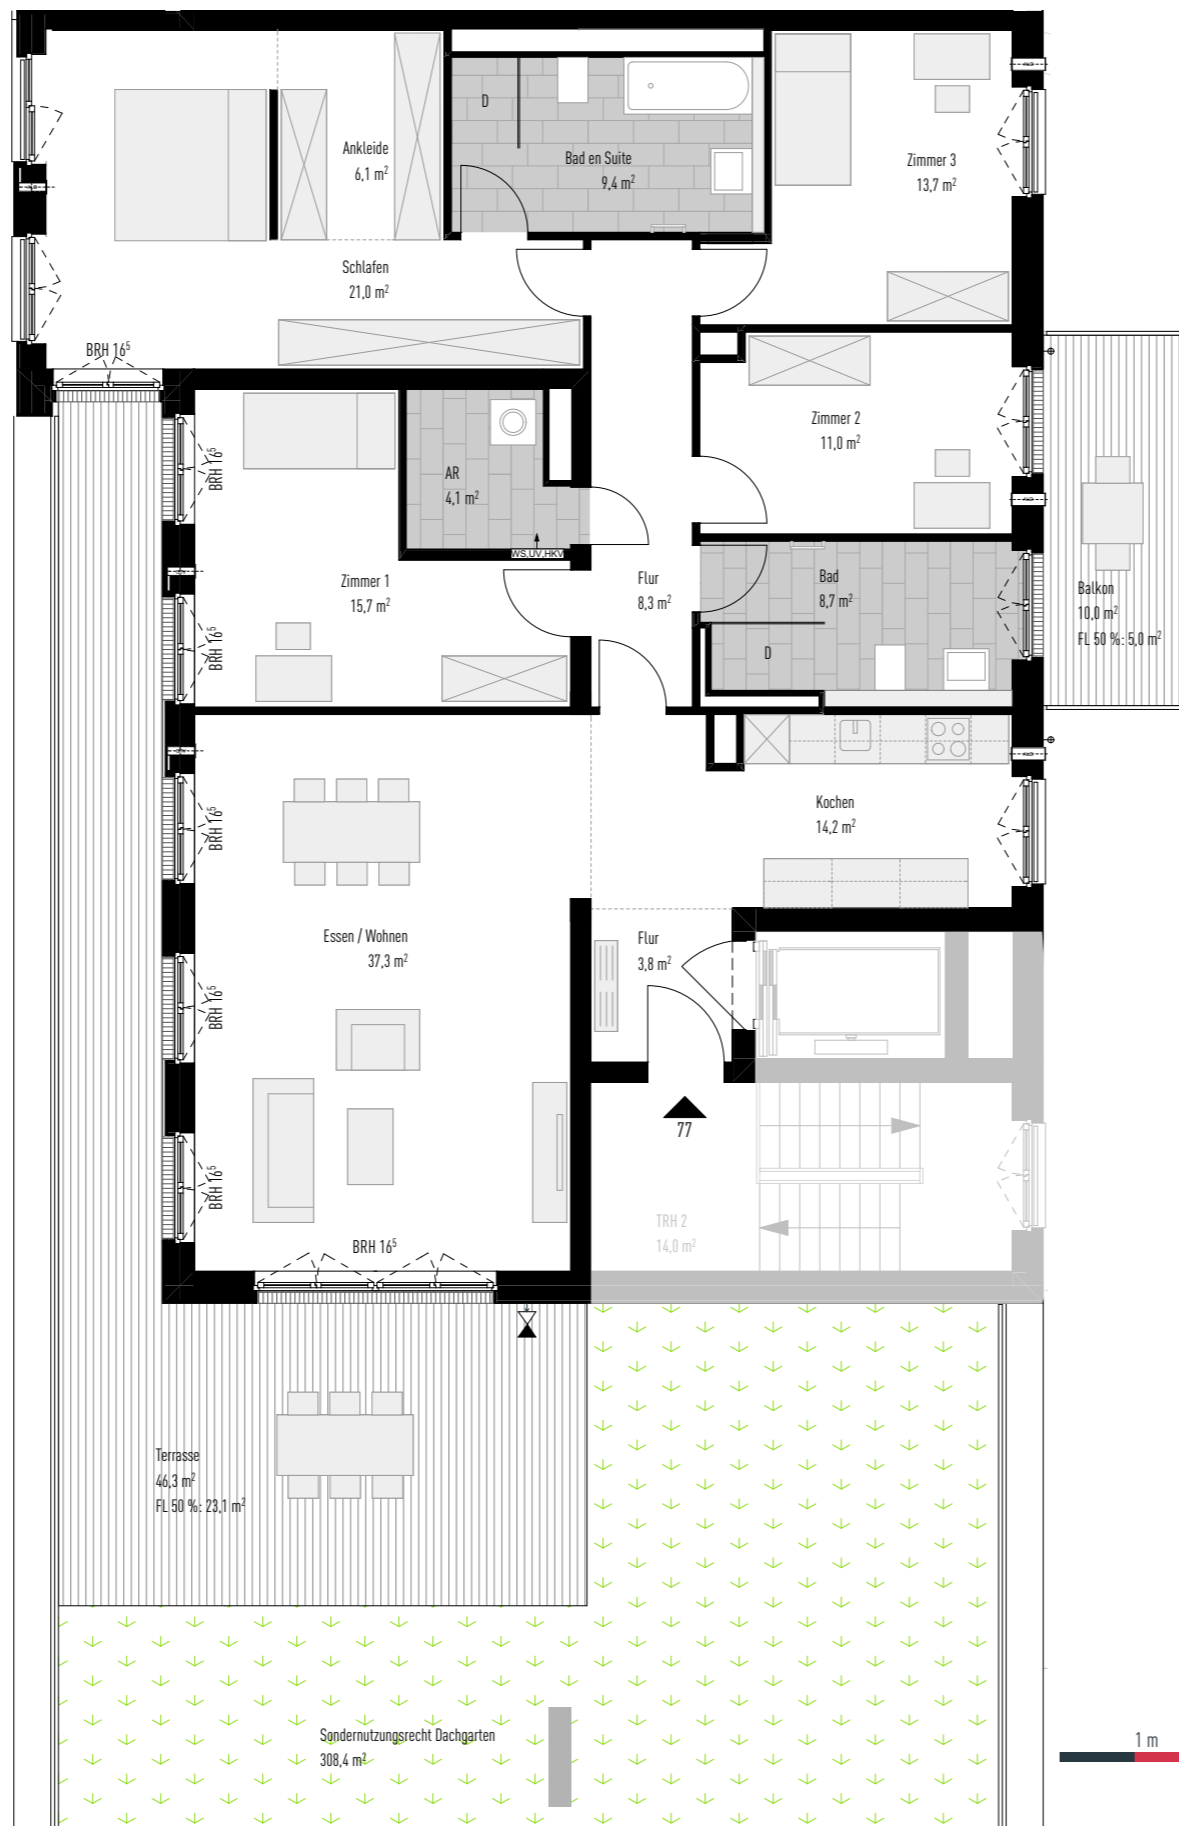 D
Ankleide
6,1 m²
Bad en Suite
9,4 m²
Zimmer 3
13,7 m²
Schlafen
21,0 m²
BRH 16⁵
Zimmer 2
11,0 m²
BRH 16⁵
AR
4,1 m²
WS,UV,HKV
Zimmer 1
15,7 m²
BRH 16⁵
Flur
8,3 m²
Bad
8,7 m²
D
Balkon
10,0 m²
FL 50 %: 5,0 m²
BRH 16⁵
Kochen
14,2 m²
Essen / Wohnen
37,3 m²
Flur
3,8 m²
BRH 16⁵
77
BRH 16⁵
TRH 2
14,0 m²
BRH 16⁵
Terrasse
46,3 m²
FL 50 %: 23,1 m²
Sondernutzungsrecht Dachgarten
308,4 m²
1 m